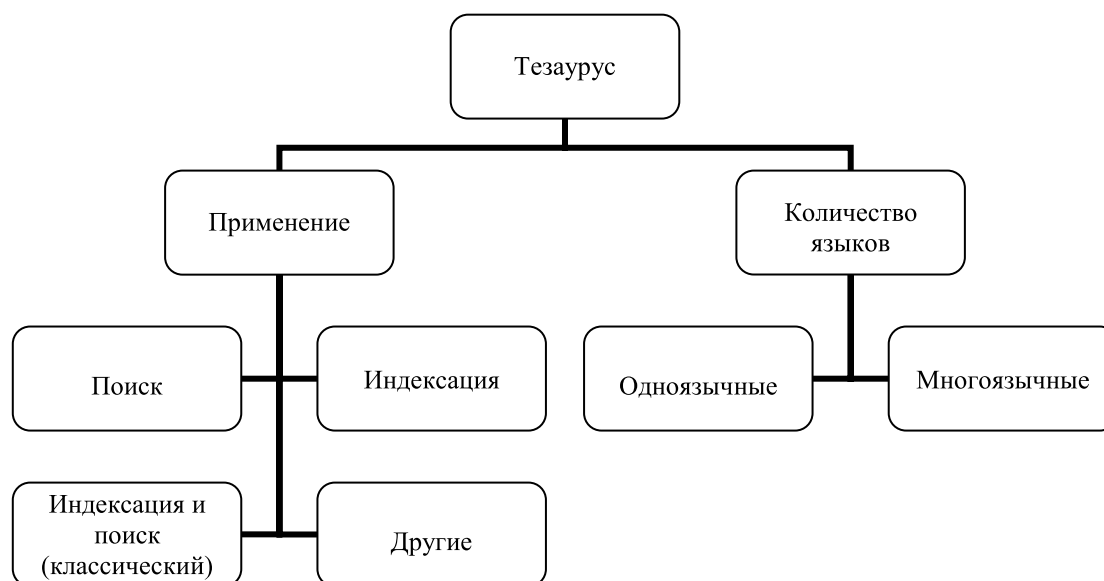 Тезаурус
Применение
Количество
языков
Поиск
Индексация
Одноязычные
Многоязычные
Индексация и
поиск
(классический)
Другие